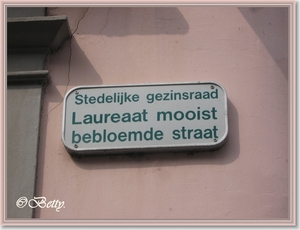 Stedelijke gezinsraad
Laureaat mooist
bebloemde straat
©Betty.